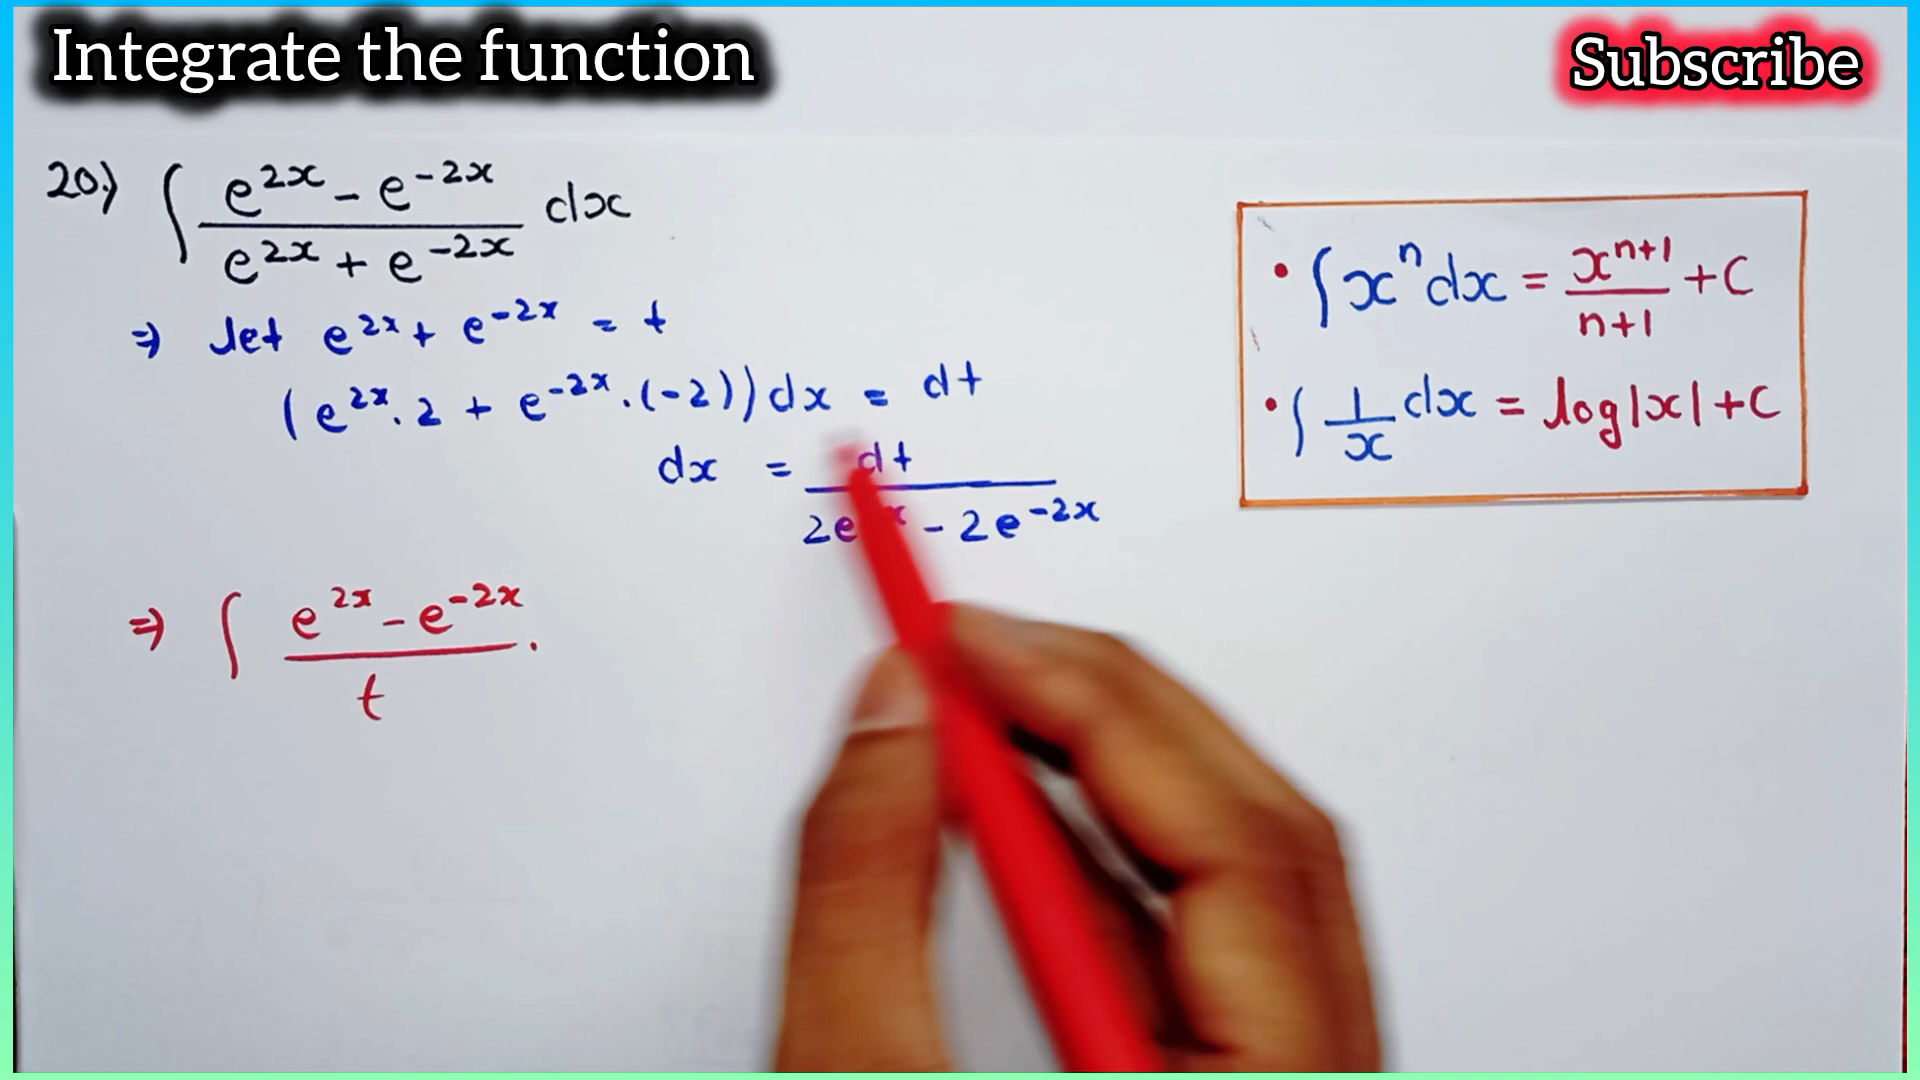 Integrate the function
Subscribe
20.) ∫ (e^{2x} - e^{-2x}) / (e^{2x} + e^{-2x}) dx
⇒ let e^{2x} + e^{-2x} = t
(e^{2x}.2 + e^{-2x}.(-2)) dx = dt
dx = dt / (2e^{2x} - 2e^{-2x})
⇒ ∫ (e^{2x} - e^{-2x}) / t .
• ∫ x^n dx = x^{n+1} / (n+1) + C
• ∫ 1/x dx = log|x| + C